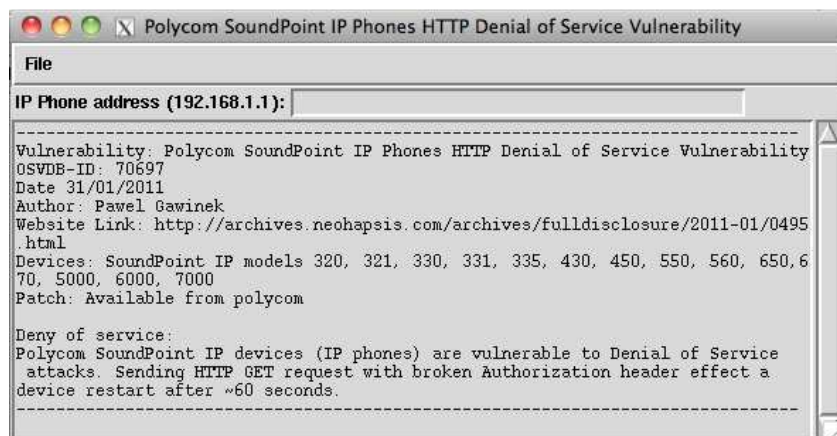 X Polycom SoundPoint IP Phones HTTP Denial of Service Vulnerability
File
IP Phone address (192.168.1.1):
--------------------------------------------------------------------------------
Vulnerability: Polycom SoundPoint IP Phones HTTP Denial of Service Vulnerability
OSVDB-ID: 70697
Date 31/01/2011
Author: Pawel Gawinek
Website Link: http://archives.neohapsis.com/archives/fulldisclosure/2011-01/0495
.html
Devices: SoundPoint IP models 320, 321, 330, 331, 335, 430, 450, 550, 560, 650,6
70, 5000, 6000, 7000
Patch: Available from polycom
Deny of service:
Polycom SoundPoint IP devices (IP phones) are vulnerable to Denial of Service
attacks. Sending HTTP GET request with broken Authorization header effect a
device restart after ~60 seconds.
--------------------------------------------------------------------------------